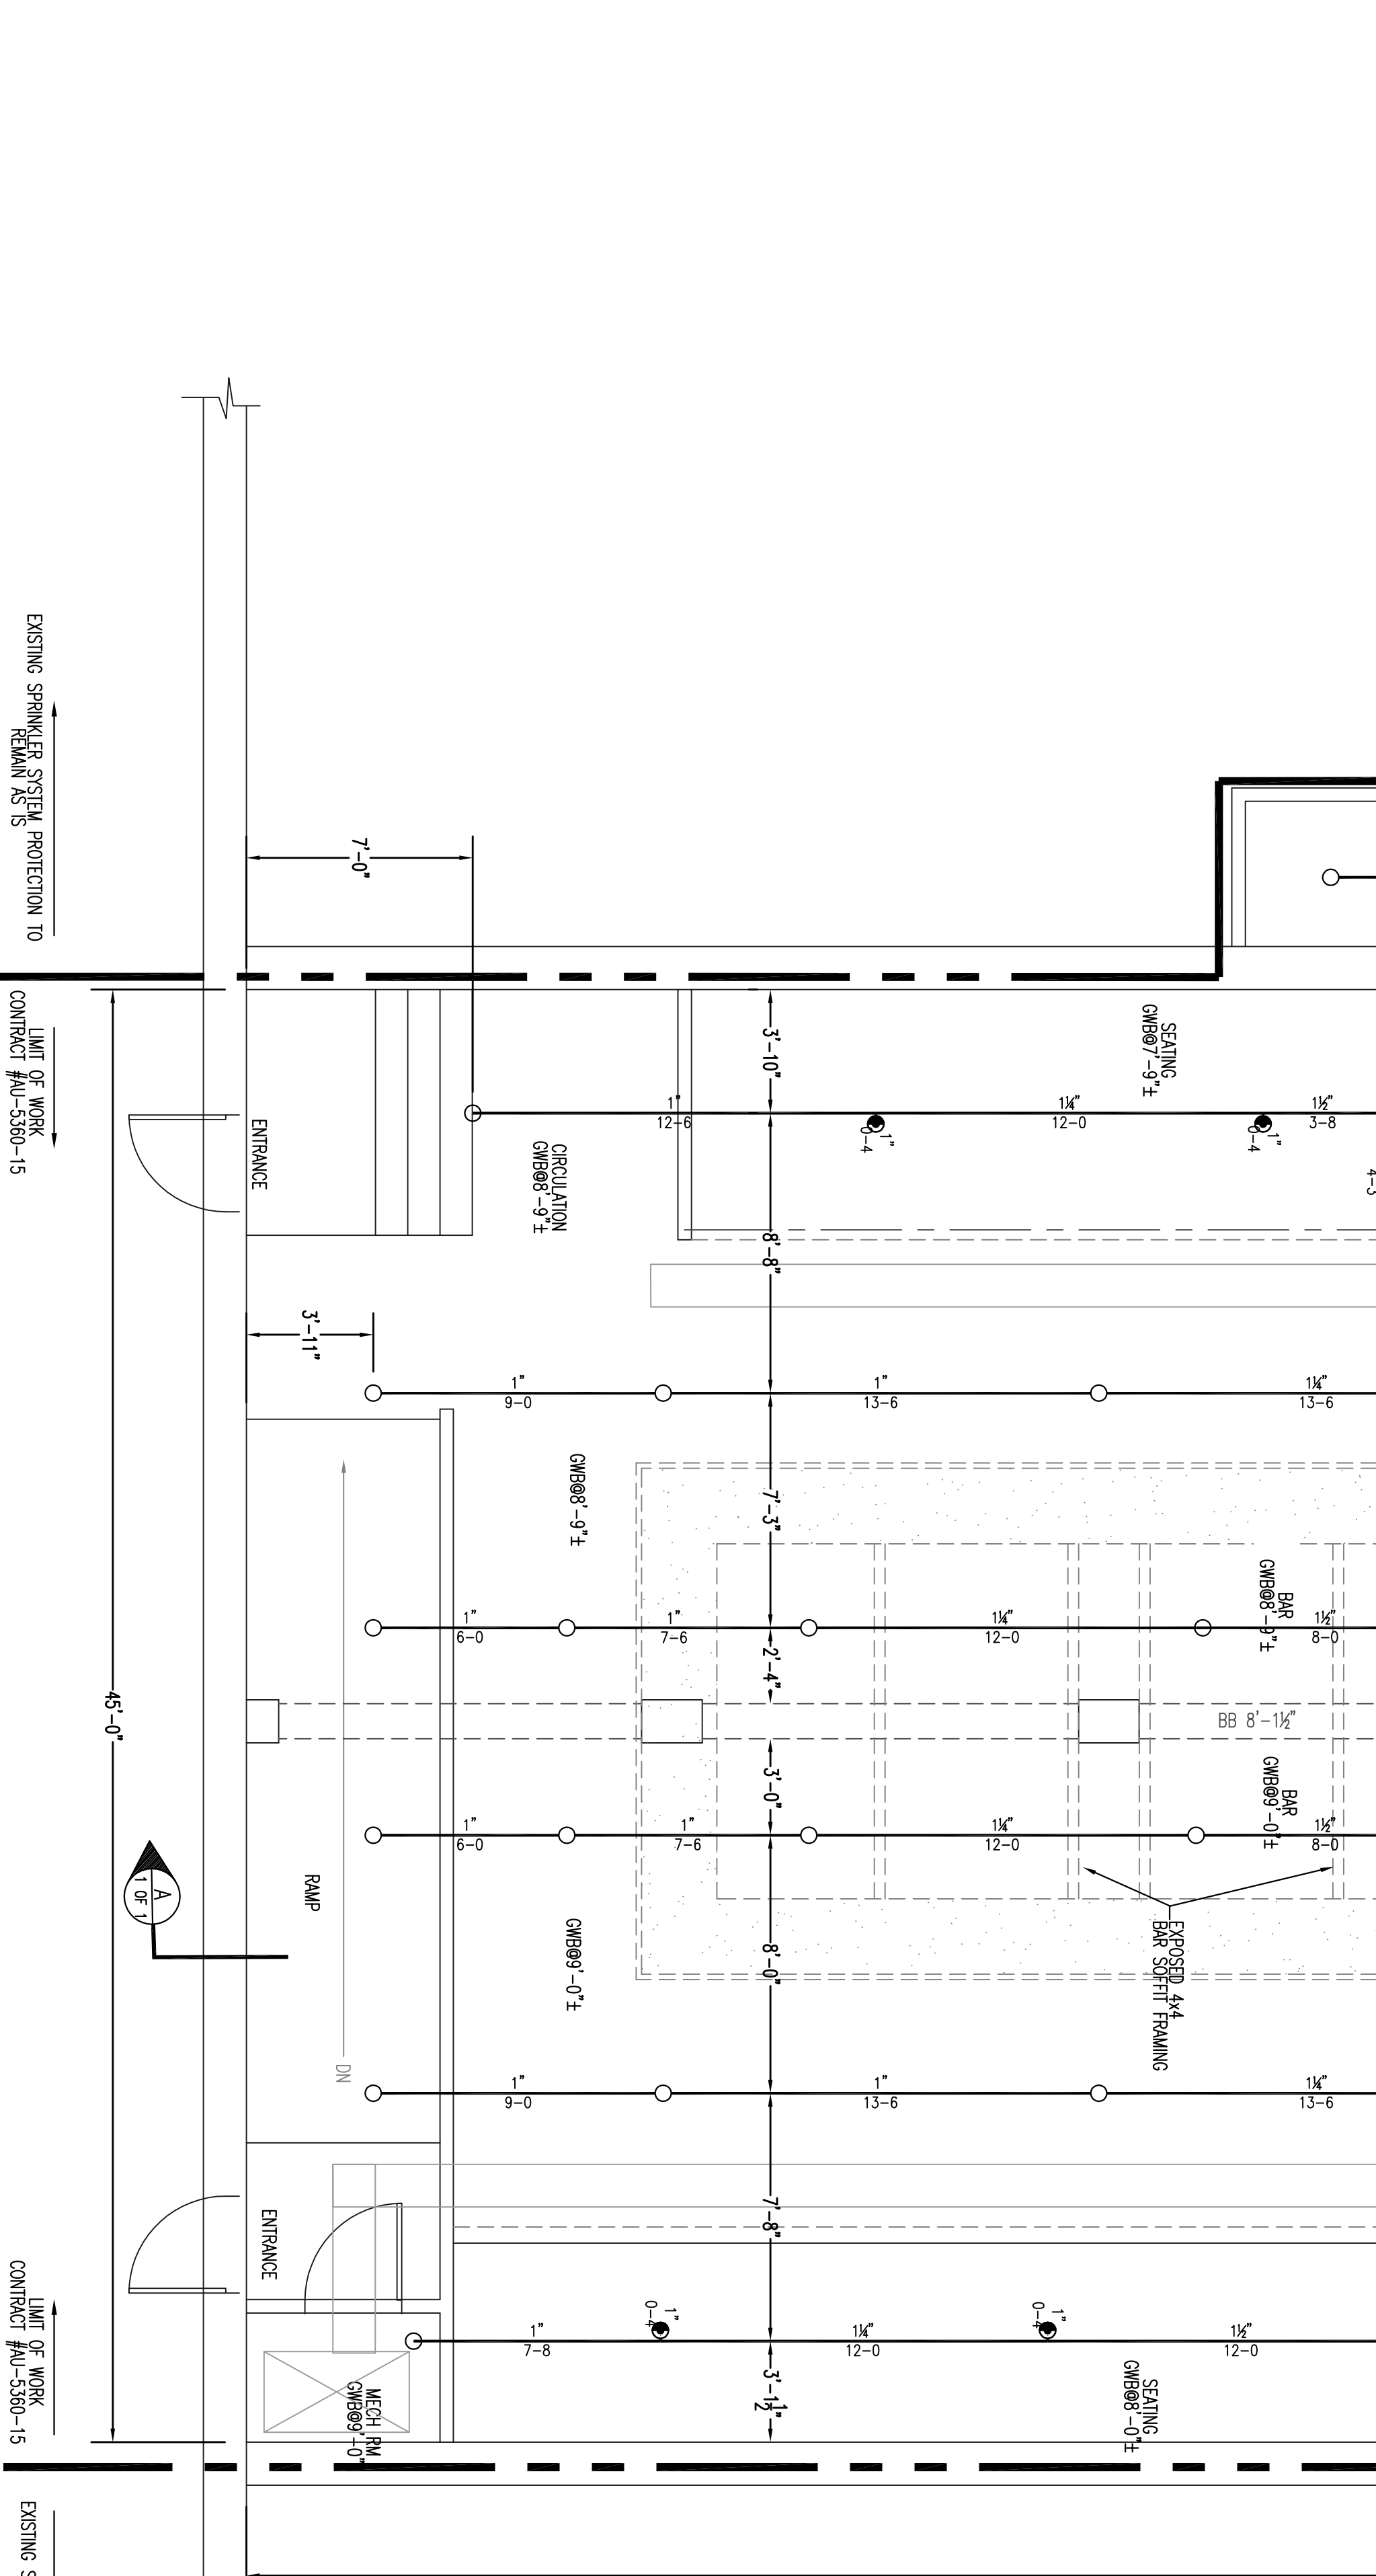 EXISTING SPRINKLER SYSTEM PROTECTION TO
REMAIN AS IS
7'-0"
LIMIT OF WORK
CONTRACT #AU-5360-15
ENTRANCE
3'-10"
SEATING
GWB@7'-9"±
1"
12-6
1"
0-4
1¼"
12-0
1"
0-4
1½"
3-8
4-3
CIRCULATION
GWB@8'-9"±
8'-8"
3'-11"
1"
9-0
1"
13-6
1¼"
13-6
GWB@8'-9"±
7'-3"
BAR
GWB@8'-9"±
1"
6-0
1"
7-6
1¼"
12-0
1½"
8-0
2'-4"
45'-0"
BB 8'-1½"
3'-0"
BAR
GWB@9'-0"±
1"
6-0
1"
7-6
1¼"
12-0
1½"
8-0
A
1 OF 1
RAMP
GWB@9'-0"±
8'-0"
EXPOSED 4x4
BAR SOFFIT FRAMING
DN
1"
9-0
1"
13-6
1¼"
13-6
7'-8"
ENTRANCE
1"
0-4
1"
0-4
1"
7-8
1¼"
12-0
1½"
12-0
LIMIT OF WORK
CONTRACT #AU-5360-15
MECH RM
GWB@9'-0"
3'-1½"
SEATING
GWB@8'-0"±
EXISTING S